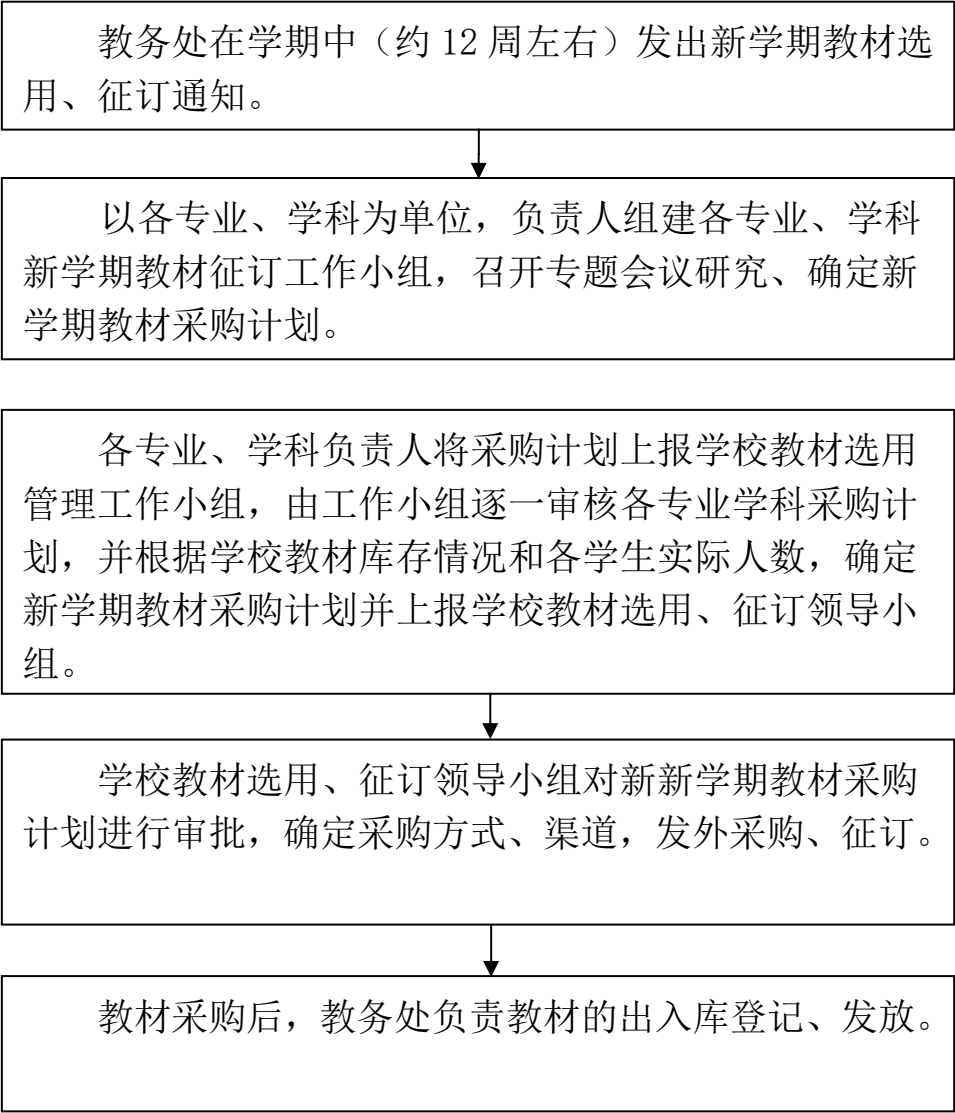 教务处在学期中（约 12 周左右）发出新学期教材选
用、征订通知。
以各专业、学科为单位，负责人组建各专业、学科
新学期教材征订工作小组，召开专题会议研究、确定新
学期教材采购计划。
各专业、学科负责人将采购计划上报学校教材选用
管理工作小组，由工作小组逐一审核各专业学科采购计
划，并根据学校教材库存情况和各学生实际人数，确定
新学期教材采购计划并上报学校教材选用、征订领导小
组。
学校教材选用、征订领导小组对新新学期教材采购
计划进行审批，确定采购方式、渠道，发外采购、征订。
教材采购后，教务处负责教材的出入库登记、发放。